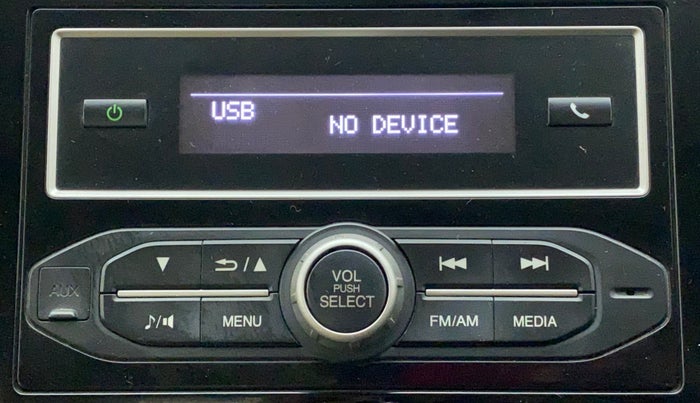 USB
NO DEVICE
VOL
PUSH
SELECT
AUX
MENU
FM/AM
MEDIA